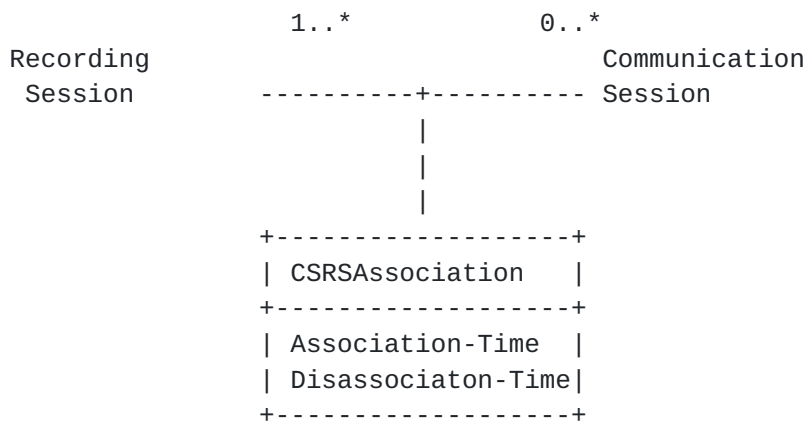 1..*            0..*
Recording                              Communication
 Session        ----------+---------- Session
                          |
                          |
                          |
                +-------------------+
                | CSRSAssociation   |
                +-------------------+
                | Association-Time  |
                | Disassociaton-Time|
                +-------------------+